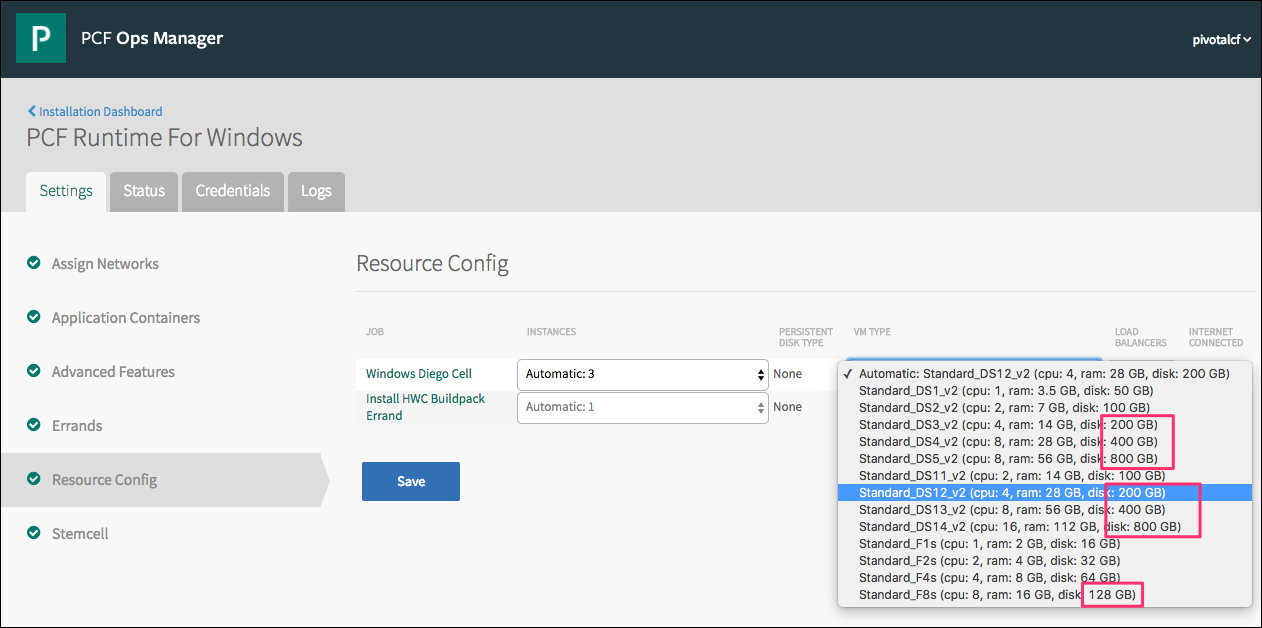 P
PCF Ops Manager
pivotalcf
Installation Dashboard
PCF Runtime For Windows
Settings
Status
Credentials
Logs
Assign Networks
Application Containers
Advanced Features
Errands
Resource Config
Stemcell
Resource Config
JOB
INSTANCES
PERSISTENT
DISK TYPE
VM TYPE
LOAD
BALANCERS
INTERNET
CONNECTED
Windows Diego Cell
Automatic: 3
None
Install HWC Buildpack
Errand
Automatic: 1
None
Save
✓ Automatic: Standard_DS12_v2 (cpu: 4, ram: 28 GB, disk: 200 GB)
Standard_DS1_v2 (cpu: 1, ram: 3.5 GB, disk: 50 GB)
Standard_DS2_v2 (cpu: 2, ram: 7 GB, disk: 100 GB)
Standard_DS3_v2 (cpu: 4, ram: 14 GB, disk: 200 GB)
Standard_DS4_v2 (cpu: 8, ram: 28 GB, disk: 400 GB)
Standard_DS5_v2 (cpu: 8, ram: 56 GB, disk: 800 GB)
Standard_DS11_v2 (cpu: 2, ram: 14 GB, disk: 100 GB)
Standard_DS12_v2 (cpu: 4, ram: 28 GB, disk: 200 GB)
Standard_DS13_v2 (cpu: 8, ram: 56 GB, disk: 400 GB)
Standard_DS14_v2 (cpu: 16, ram: 112 GB, disk: 800 GB)
Standard_F1s (cpu: 1, ram: 2 GB, disk: 16 GB)
Standard_F2s (cpu: 2, ram: 4 GB, disk: 32 GB)
Standard_F4s (cpu: 4, ram: 8 GB, disk: 64 GB)
Standard_F8s (cpu: 8, ram: 16 GB, disk: 128 GB)